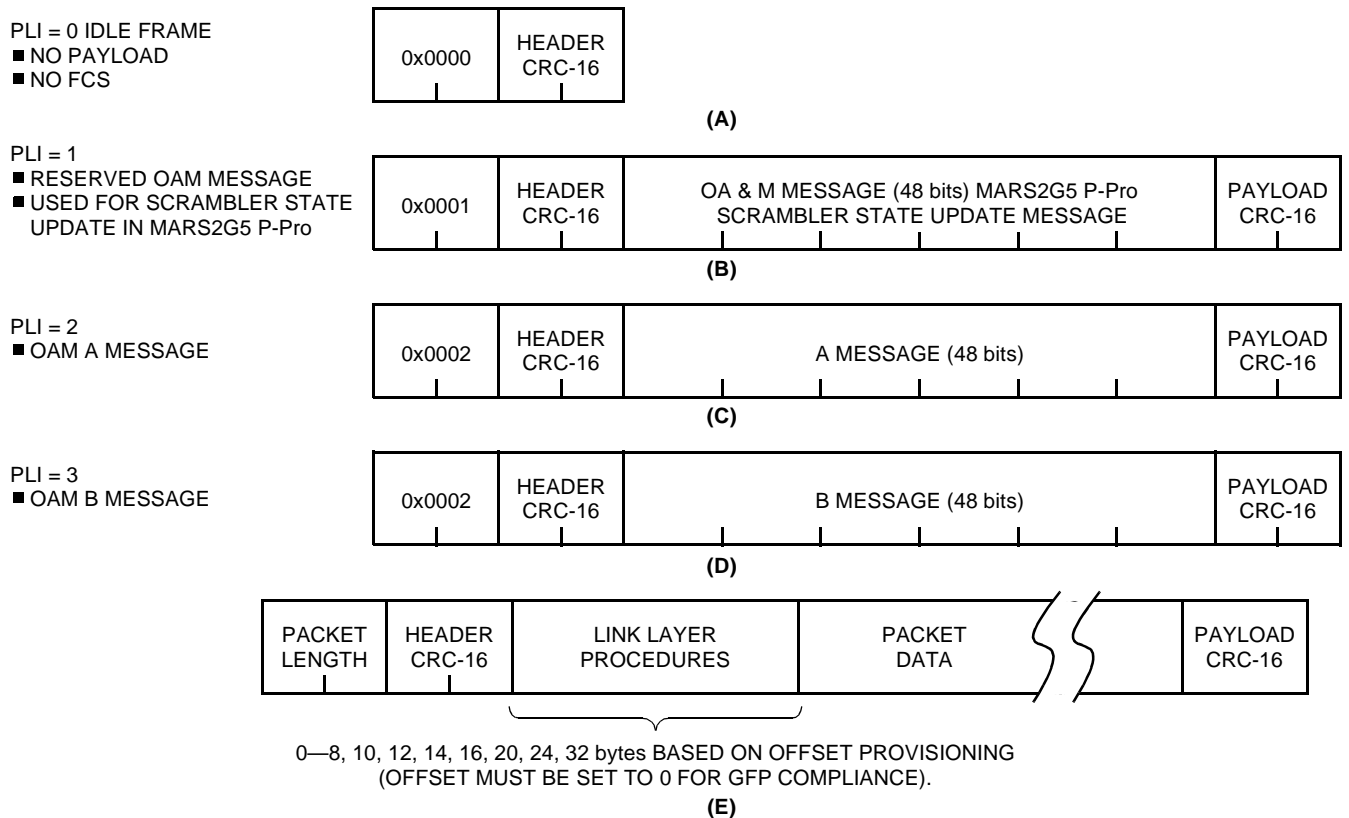 PLI = 0 IDLE FRAME
■ NO PAYLOAD
■ NO FCS
0x0000
HEADER
CRC-16
(A)
PLI = 1
■ RESERVED OAM MESSAGE
■ USED FOR SCRAMBLER STATE
UPDATE IN MARS2G5 P-Pro
0x0001
HEADER
CRC-16
OA & M MESSAGE (48 bits) MARS2G5 P-Pro
SCRAMBLER STATE UPDATE MESSAGE
PAYLOAD
CRC-16
(B)
PLI = 2
■ OAM A MESSAGE
0x0002
HEADER
CRC-16
A MESSAGE (48 bits)
PAYLOAD
CRC-16
(C)
PLI = 3
■ OAM B MESSAGE
0x0002
HEADER
CRC-16
B MESSAGE (48 bits)
PAYLOAD
CRC-16
(D)
PACKET
LENGTH
HEADER
CRC-16
LINK LAYER
PROCEDURES
PACKET
DATA
PAYLOAD
CRC-16
0—8, 10, 12, 14, 16, 20, 24, 32 bytes BASED ON OFFSET PROVISIONING
(OFFSET MUST BE SET TO 0 FOR GFP COMPLIANCE).
(E)